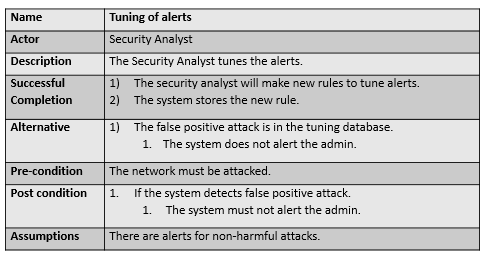 Name Tuning of alerts
Actor Security Analyst
Description The Security Analyst tunes the alerts.
Successful 1) The security analyst will make new rules to tune alerts.
Completion 2) The system stores the new rule.
Alternative 1) The false positive attack is in the tuning database.
1. The system does not alert the admin.
Pre-condition The network must be attacked.
Post condition 1. If the system detects false positive attack.
1. The system must not alert the admin.
Assumptions There are alerts for non-harmful attacks.